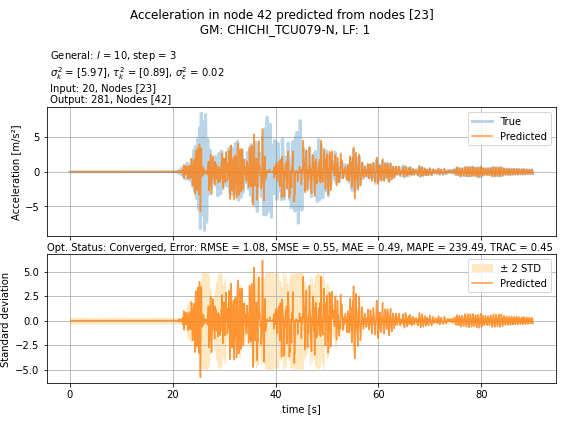 Acceleration in node 42 predicted from nodes [23]
GM: CHICHI_TCU079-N, LF: 1
General: l = 10, step = 3
σ²ₖ = [5.97], τ²ₖ = [0.89], σ²ε = 0.02
Input: 20, Nodes [23]
Output: 281, Nodes [42]
Acceleration [m/s²]
5
0
−5
True
Predicted
Opt. Status: Converged, Error: RMSE = 1.08, SMSE = 0.55, MAE = 0.49, MAPE = 239.49, TRAC = 0.45
Standard deviation
5.0
2.5
0.0
−2.5
−5.0
± 2 STD
Predicted
0 20 40 60 80
time [s]